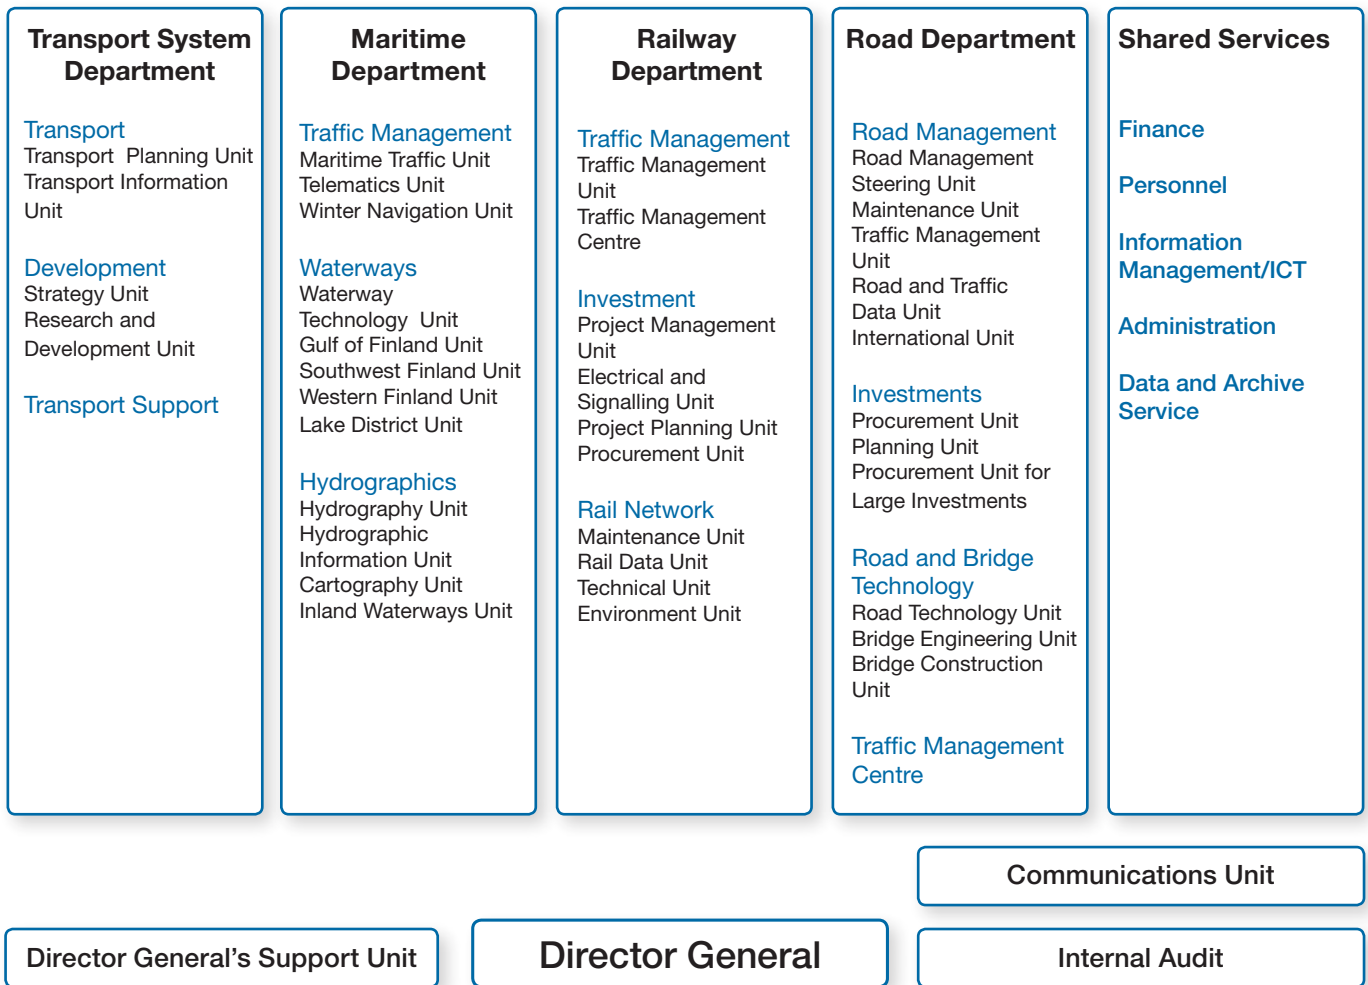 Transport System
Department
Transport
Transport Planning Unit
Transport Information
Unit
Development
Strategy Unit
Research and
Development Unit
Transport Support
Maritime
Department
Traffic Management
Maritime Traffic Unit
Telematics Unit
Winter Navigation Unit
Waterways
Waterway
Technology Unit
Gulf of Finland Unit
Southwest Finland Unit
Western Finland Unit
Lake District Unit
Hydrographics
Hydrography Unit
Hydrographic
Information Unit
Cartography Unit
Inland Waterways Unit
Railway
Department
Traffic Management
Traffic Management
Unit
Traffic Management
Centre
Investment
Project Management
Unit
Electrical and
Signalling Unit
Project Planning Unit
Procurement Unit
Rail Network
Maintenance Unit
Rail Data Unit
Technical Unit
Environment Unit
Road Department
Road Management
Road Management
Steering Unit
Maintenance Unit
Traffic Management
Unit
Road and Traffic
Data Unit
International Unit
Investments
Procurement Unit
Planning Unit
Procurement Unit for
Large Investments
Road and Bridge
Technology
Road Technology Unit
Bridge Engineering Unit
Bridge Construction
Unit
Traffic Management
Centre
Shared Services
Finance
Personnel
Information
Management/ICT
Administration
Data and Archive
Service
Communications Unit
Director General’s Support Unit
Director General
Internal Audit